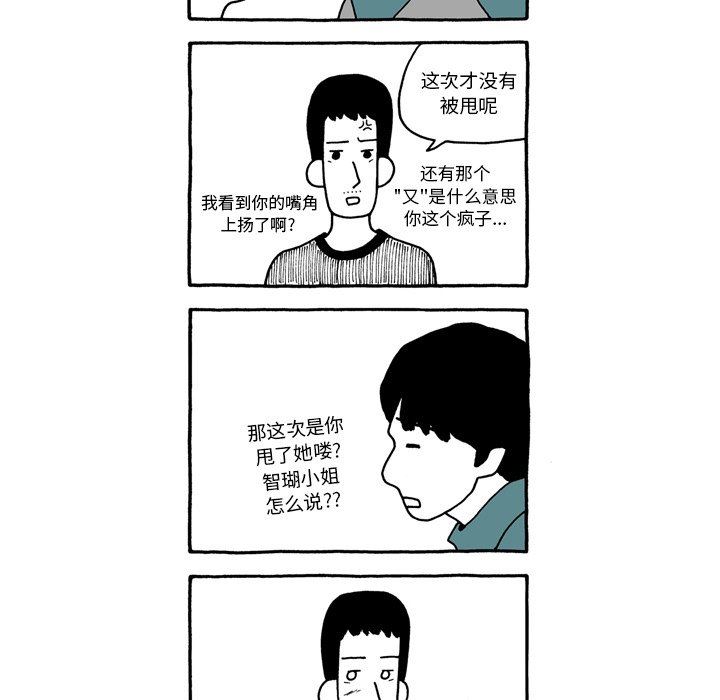 这次才没有
被甩呢
还有那个
"又"是什么意思
你这个疯子...
我看到你的嘴角
上扬了啊?
那这次是你
甩了她喽?
智瑚小姐
怎么说??